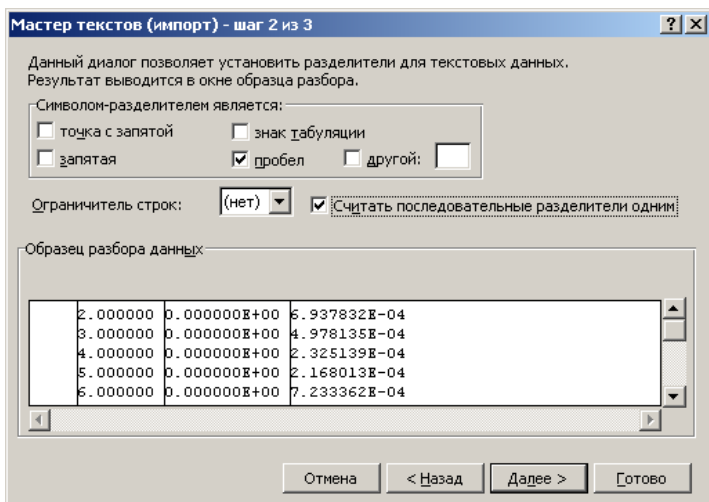 Мастер текстов (импорт) - шаг 2 из 3
Данный диалог позволяет установить разделители для текстовых данных.
Результат выводится в окне образца разбора.
Символом-разделителем является:
точка с запятой
знак табуляции
запятая
пробел
другой:
Ограничитель строк:
(нет)
Считать последовательные разделители одним
Образец разбора данных
2.000000 0.000000E+00 6.937832E-04
3.000000 0.000000E+00 4.978135E-04
4.000000 0.000000E+00 2.325139E-04
5.000000 0.000000E+00 2.168013E-04
6.000000 0.000000E+00 7.233362E-04
Отмена
< Назад
Далее >
Готово